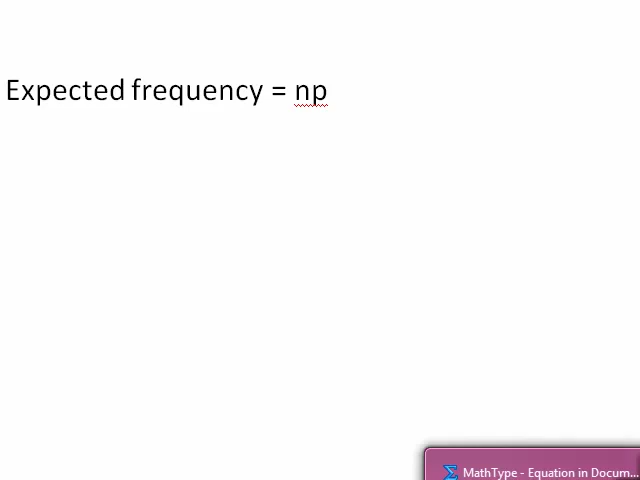 Expected frequency = np
MathType - Equation in Docum...